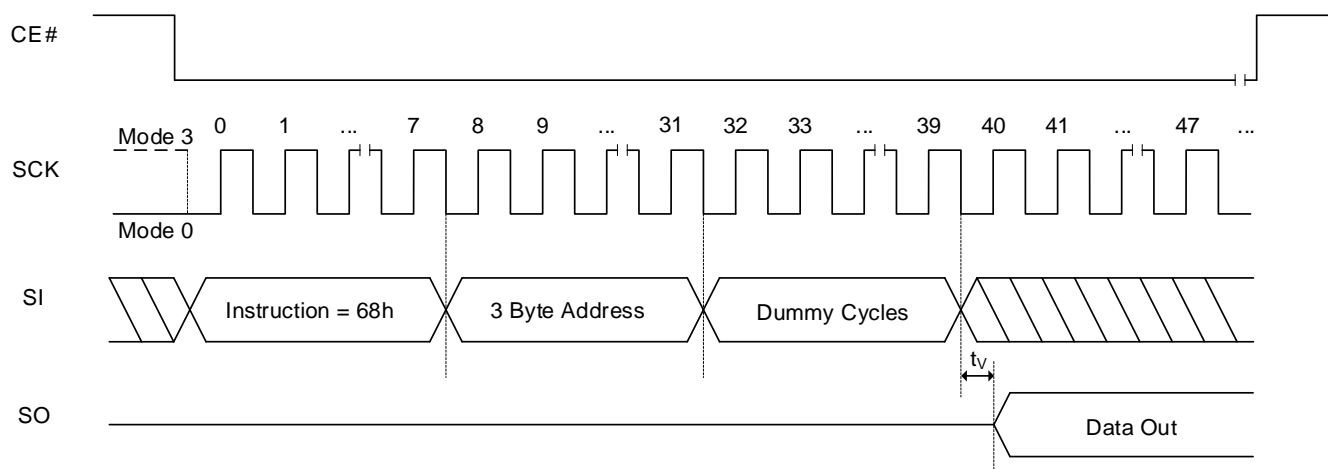 CE#
Mode 3
0 1 ... 7 8 9 ... 31 32 33 ... 39 40 41 ... 47 ...
SCK
Mode 0
SI
Instruction = 68h
3 Byte Address
Dummy Cycles
tV
SO
Data Out